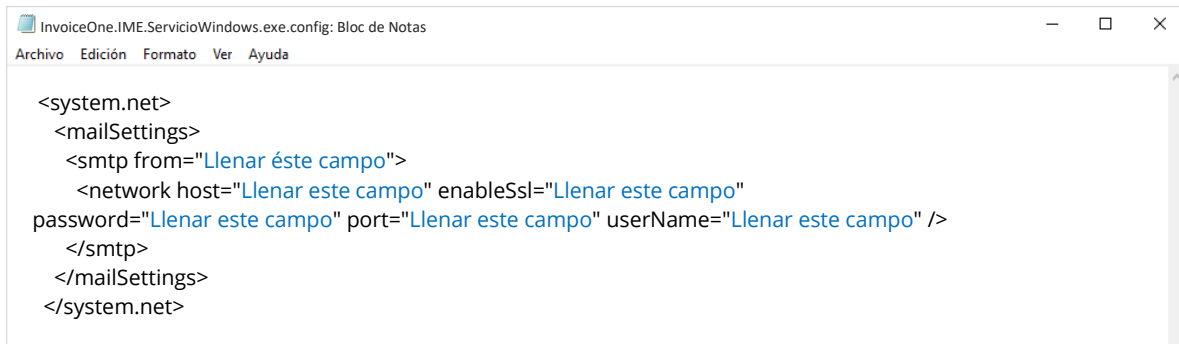 InvoiceOne.IME.ServicioWindows.exe.config: Bloc de Notas
Archivo Edición Formato Ver Ayuda
<system.net>
<mailSettings>
<smtp from="Llenar éste campo">
<network host="Llenar este campo" enableSsl="Llenar este campo"
password="Llenar este campo" port="Llenar este campo" userName="Llenar este campo" />
</smtp>
</mailSettings>
</system.net>